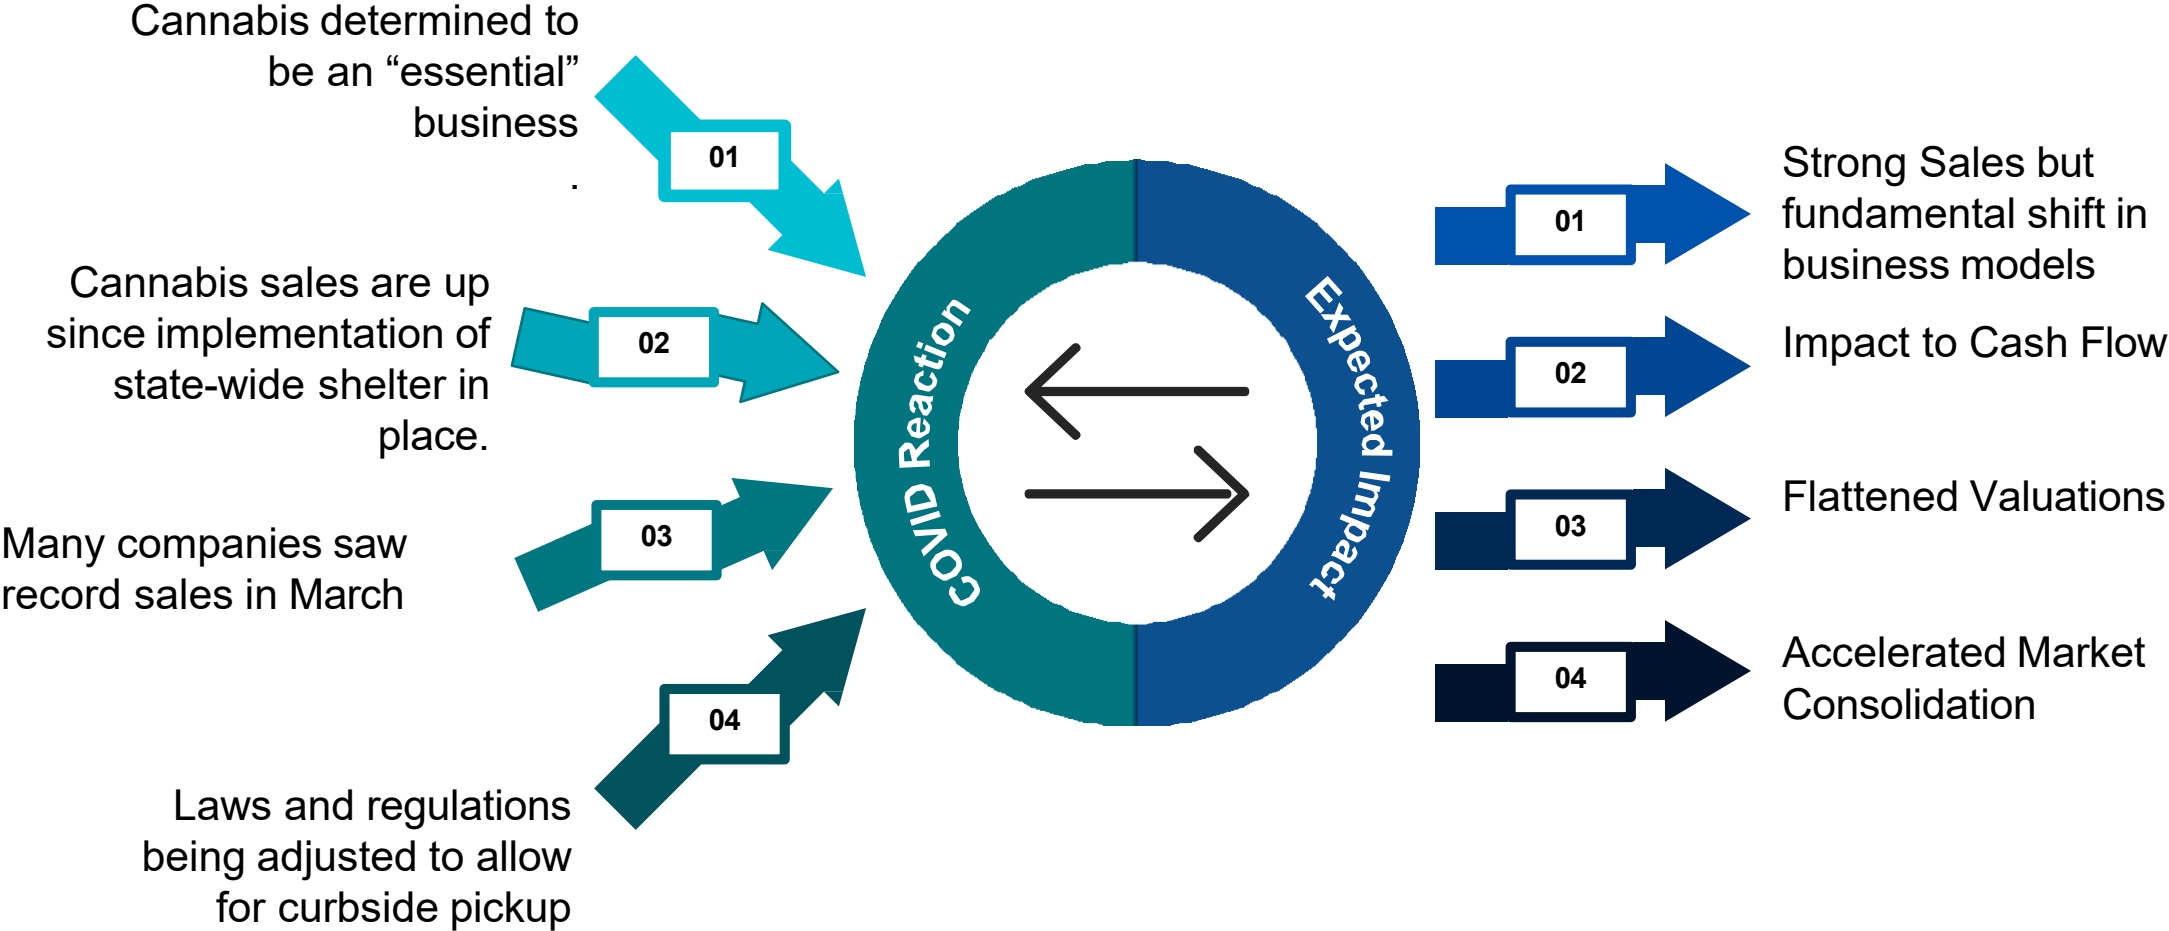 Cannabis determined to
be an “essential”
business
.
01
Cannabis sales are up
since implementation of
state-wide shelter in
place.
02
Many companies saw
record sales in March
03
Laws and regulations
being adjusted to allow
for curbside pickup
04
COVID Reaction
Expected Impact
01
Strong Sales but
fundamental shift in
business models
02
Impact to Cash Flow
03
Flattened Valuations
04
Accelerated Market
Consolidation